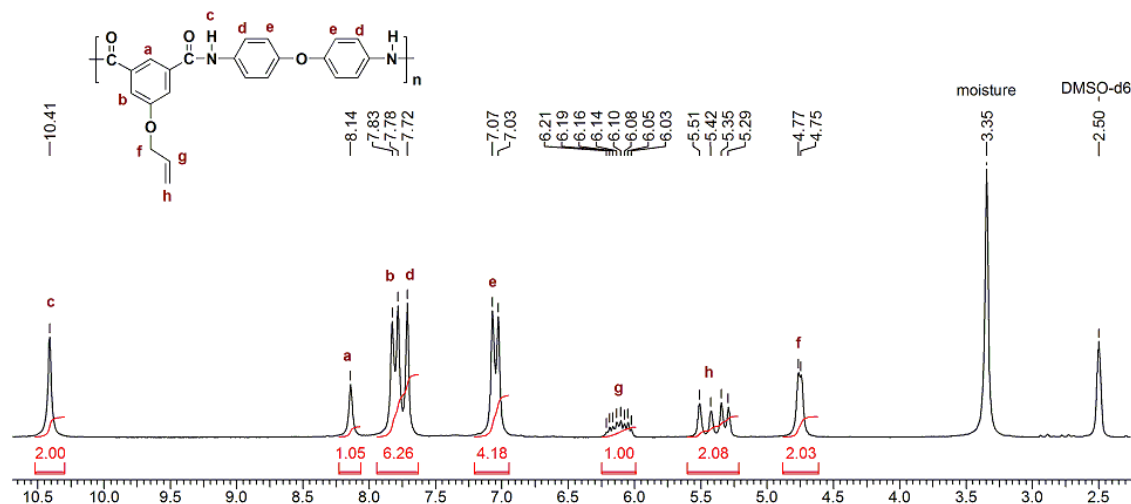 c
H
N
H
N
O
O
a
d
e
e
d
O
n
b
O
f
g
h
moisture
DMSO-d6
10.41
8.14
7.83
7.78
7.72
7.07
7.03
6.21
6.19
6.16
6.14
6.10
6.08
6.05
6.03
5.51
5.42
5.35
5.29
4.77
4.75
3.35
2.50
c
a
b
d
e
g
h
f
2.00
1.05
6.26
4.18
1.00
2.08
2.03
10.5 10.0 9.5 9.0 8.5 8.0 7.5 7.0 6.5 6.0 5.5 5.0 4.5 4.0 3.5 3.0 2.5